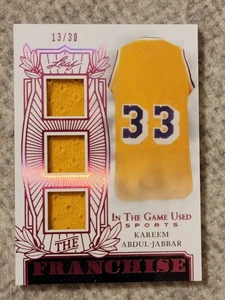 13/30
Leaf
33
IN THE GAME USED
SPORTS
KAREEM
ABDUL-JABBAR
THE
FRANCHISE